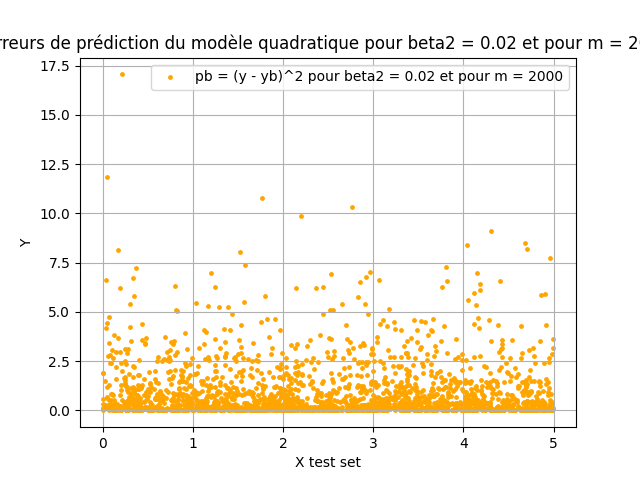 rreurs de prédiction du modèle quadratique pour beta2 = 0.02 et pour m = 20
pb = (y - yb)^2 pour beta2 = 0.02 et pour m = 2000
17.5
15.0
12.5
10.0
7.5
5.0
2.5
0.0
Y
0 1 2 3 4 5
X test set